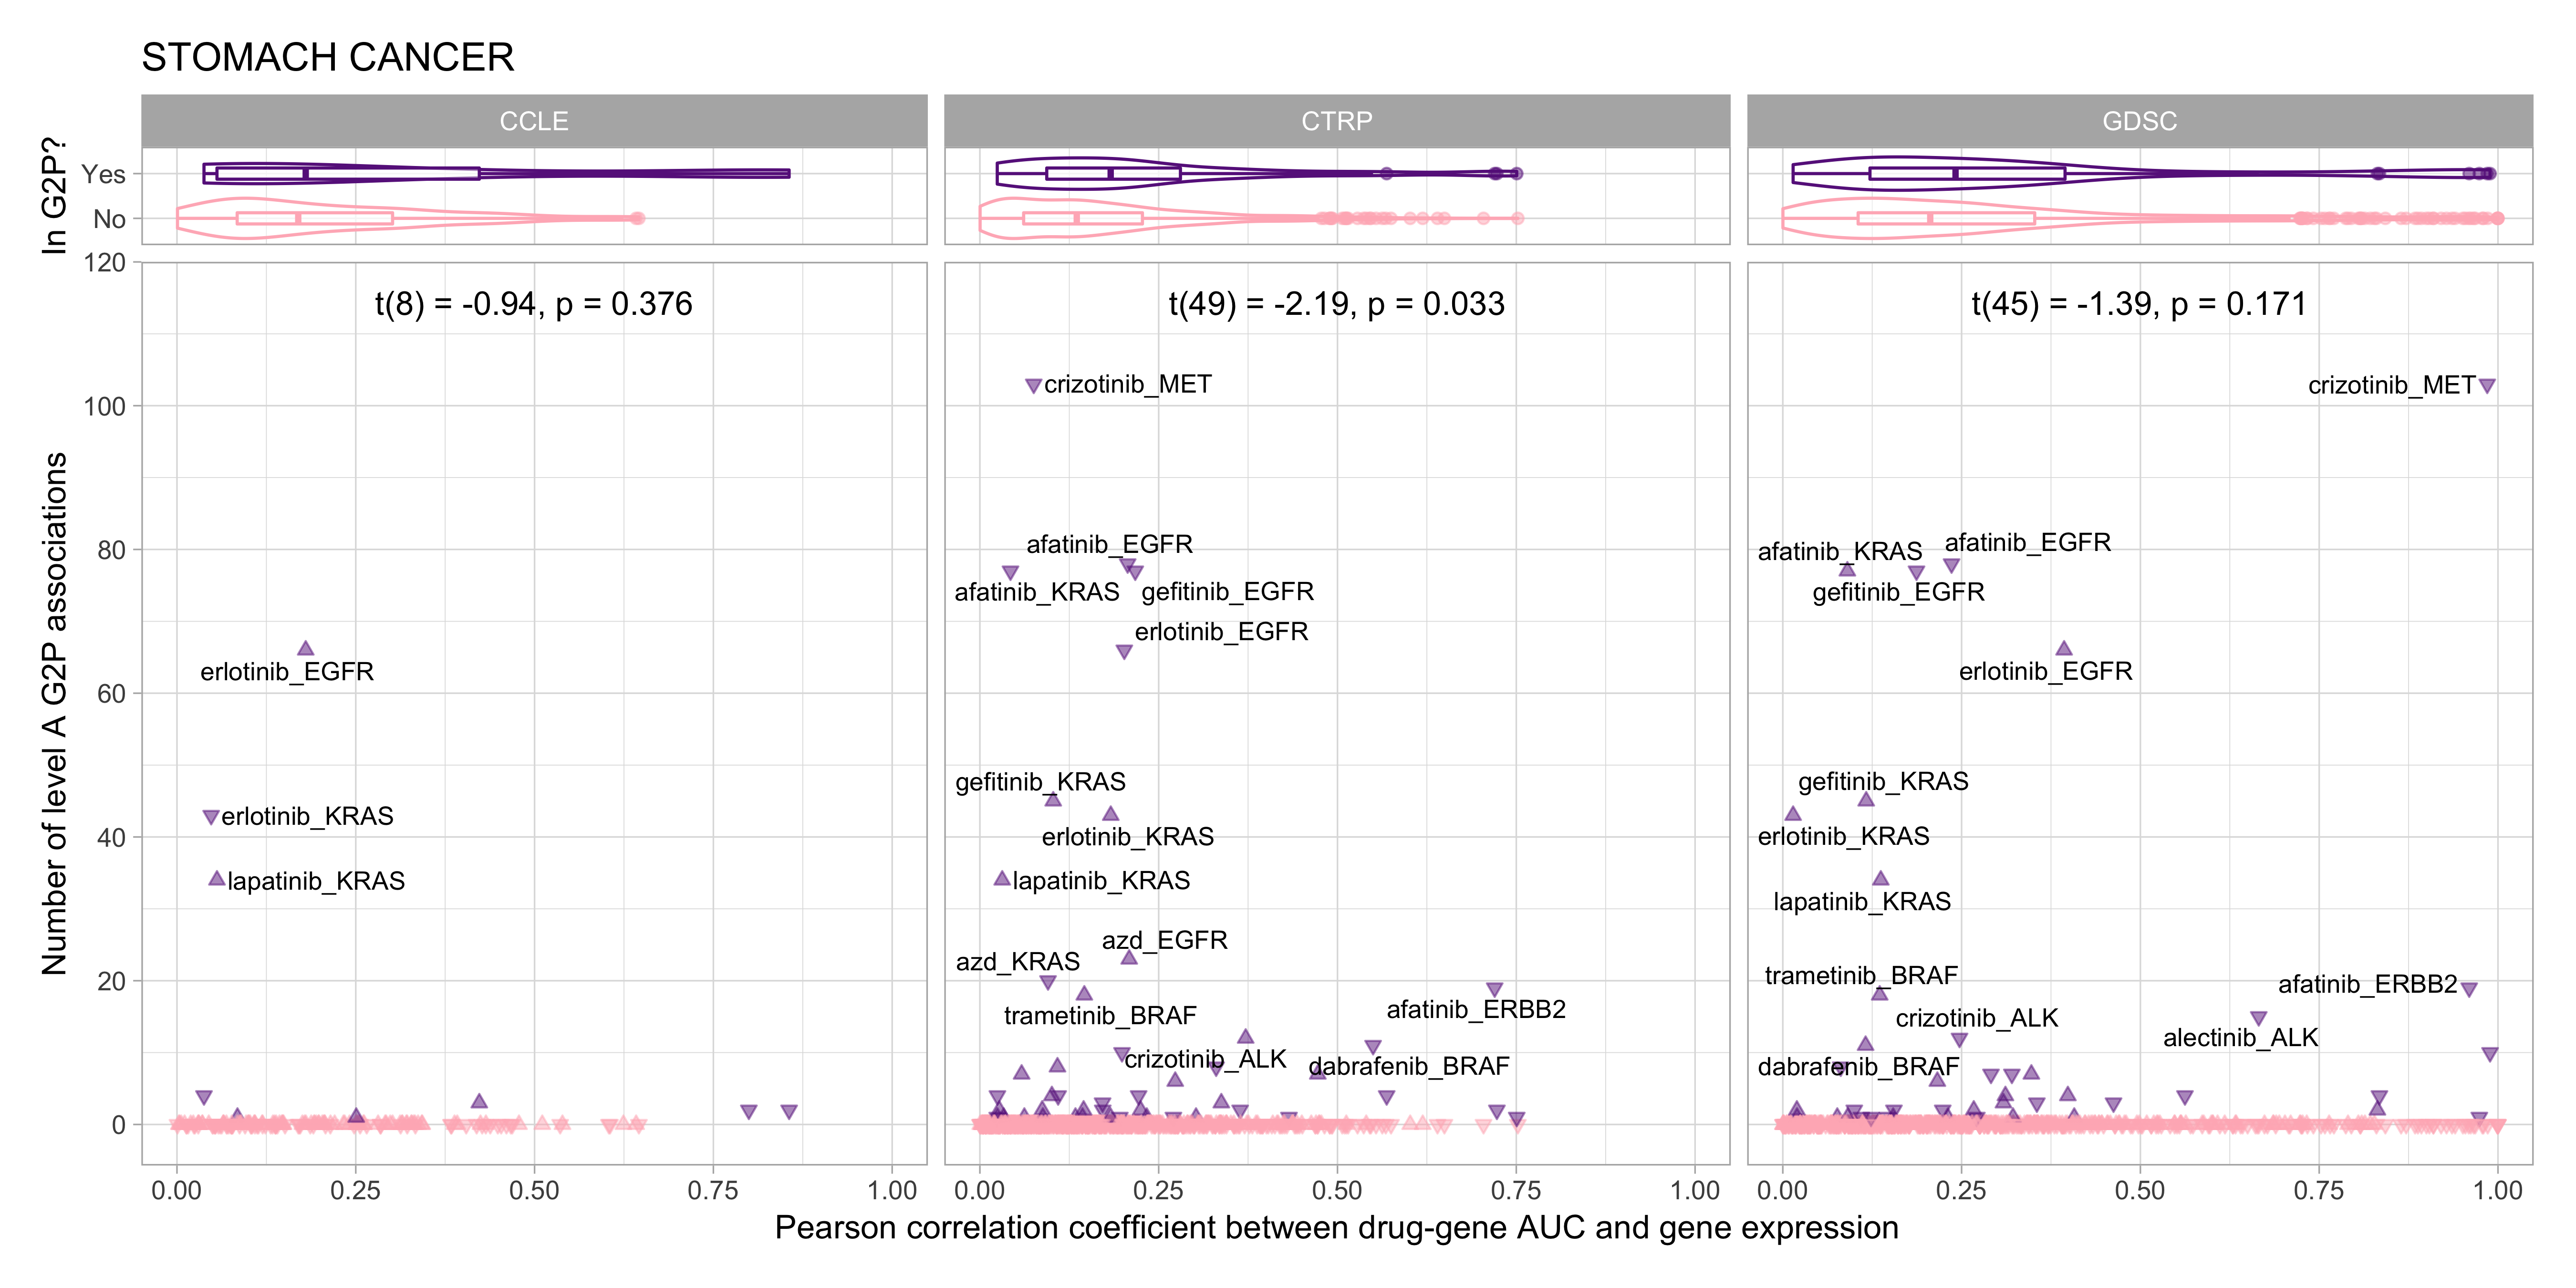 STOMACH CANCER
CCLE
CTRP
GDSC
In G2P?
Yes
No
Number of level A G2P associations
120
100
80
60
40
20
0
t(8) = -0.94, p = 0.376
erlotinib_EGFR
erlotinib_KRAS
lapatinib_KRAS
t(49) = -2.19, p = 0.033
crizotinib_MET
afatinib_EGFR
afatinib_KRAS
gefitinib_EGFR
erlotinib_EGFR
gefitinib_KRAS
erlotinib_KRAS
lapatinib_KRAS
azd_EGFR
azd_KRAS
trametinib_BRAF
afatinib_ERBB2
crizotinib_ALK
dabrafenib_BRAF
t(45) = -1.39, p = 0.171
crizotinib_MET
afatinib_EGFR
afatinib_KRAS
gefitinib_EGFR
erlotinib_EGFR
gefitinib_KRAS
erlotinib_KRAS
lapatinib_KRAS
trametinib_BRAF
afatinib_ERBB2
crizotinib_ALK
alectinib_ALK
dabrafenib_BRAF
0.00 0.25 0.50 0.75 1.00
0.00 0.25 0.50 0.75 1.00
0.00 0.25 0.50 0.75 1.00
Pearson correlation coefficient between drug-gene AUC and gene expression